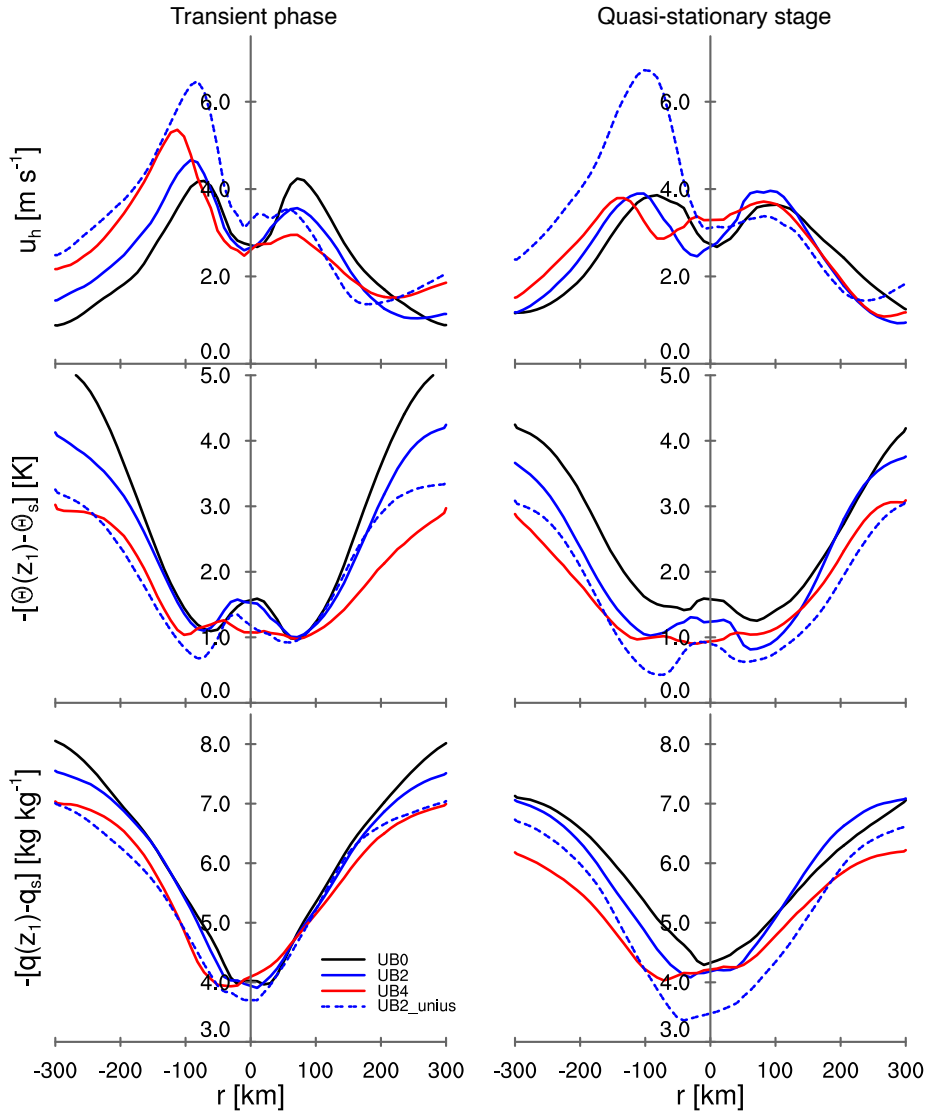 Transient phase
Quasi-stationary stage
u_h [m s⁻¹]
6.0
4.0
2.0
0.0
6.0
4.0
2.0
0.0
-[Θ(z₁)-Θₛ] [K]
5.0
4.0
3.0
2.0
1.0
0.0
5.0
4.0
3.0
2.0
1.0
0.0
-[q(z₁)-qₛ] [kg kg⁻¹]
8.0
7.0
6.0
5.0
4.0
3.0
8.0
7.0
6.0
5.0
4.0
3.0
UB0
UB2
UB4
UB2_unius
-300 -200 -100 0 100 200 300
-300 -200 -100 0 100 200 300
r [km]
r [km]